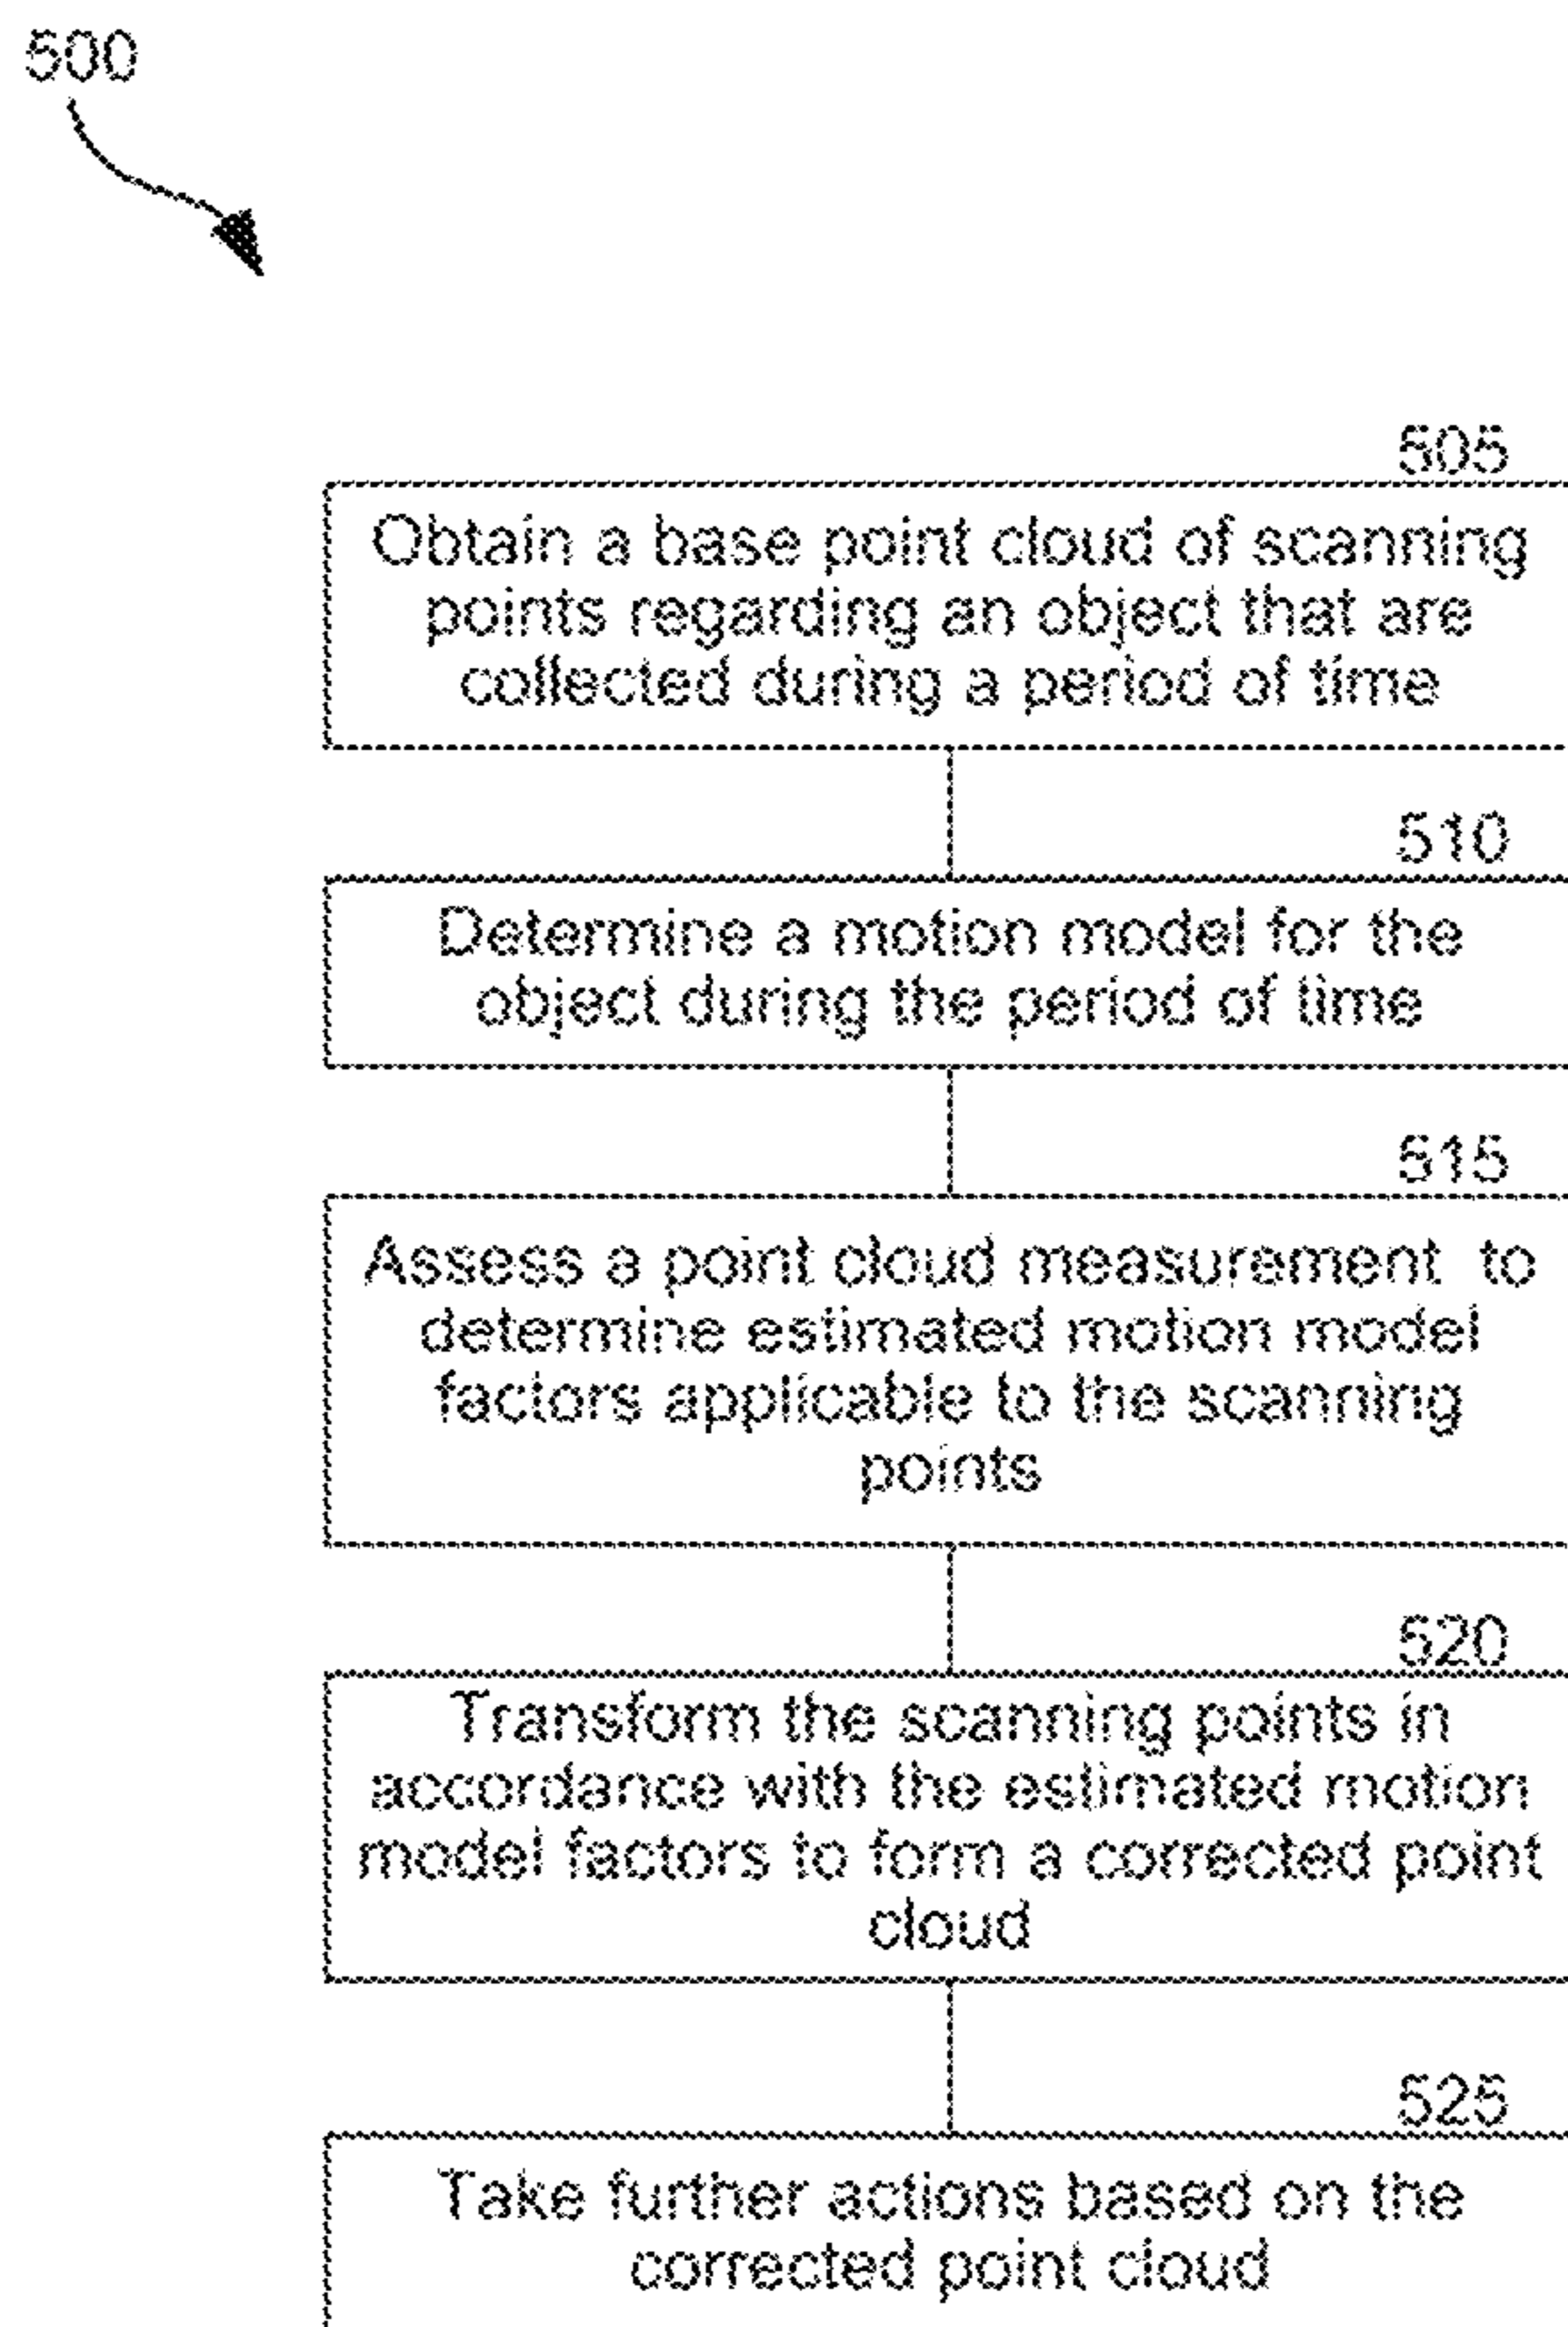 500
505
Obtain a base point cloud of scanning
points regarding an object that are
collected during a period of time
510
Determine a motion model for the
object during the period of time
515
Assess a point cloud measurement to
determine estimated motion model
factors applicable to the scanning
points
520
Transform the scanning points in
accordance with the estimated motion
model factors to form a corrected point
cloud
525
Take further actions based on the
corrected point cloud